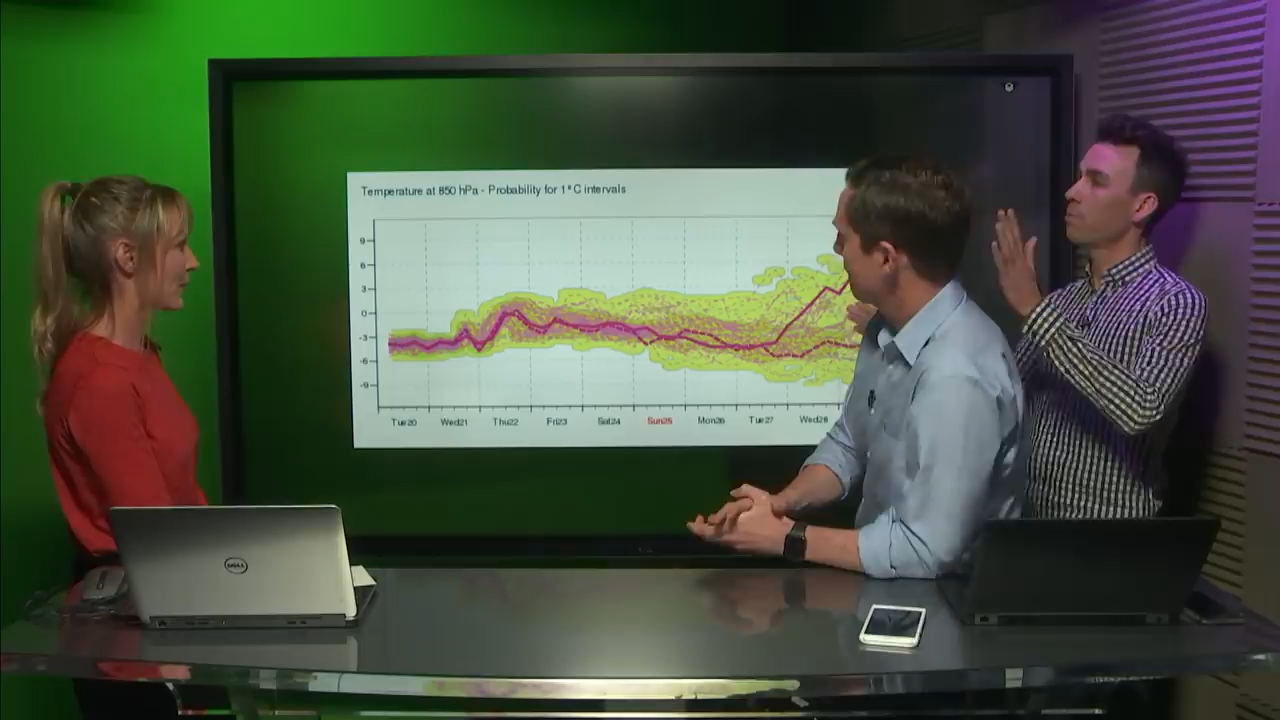 Temperature at 850 hPa - Probability for 1°C intervals
9
6
3
0
-3
-6
-9
Tue20 Wed21 Thu22 Fri23 Sat24 Sun25 Mon26 Tue27 Wed28
DELL